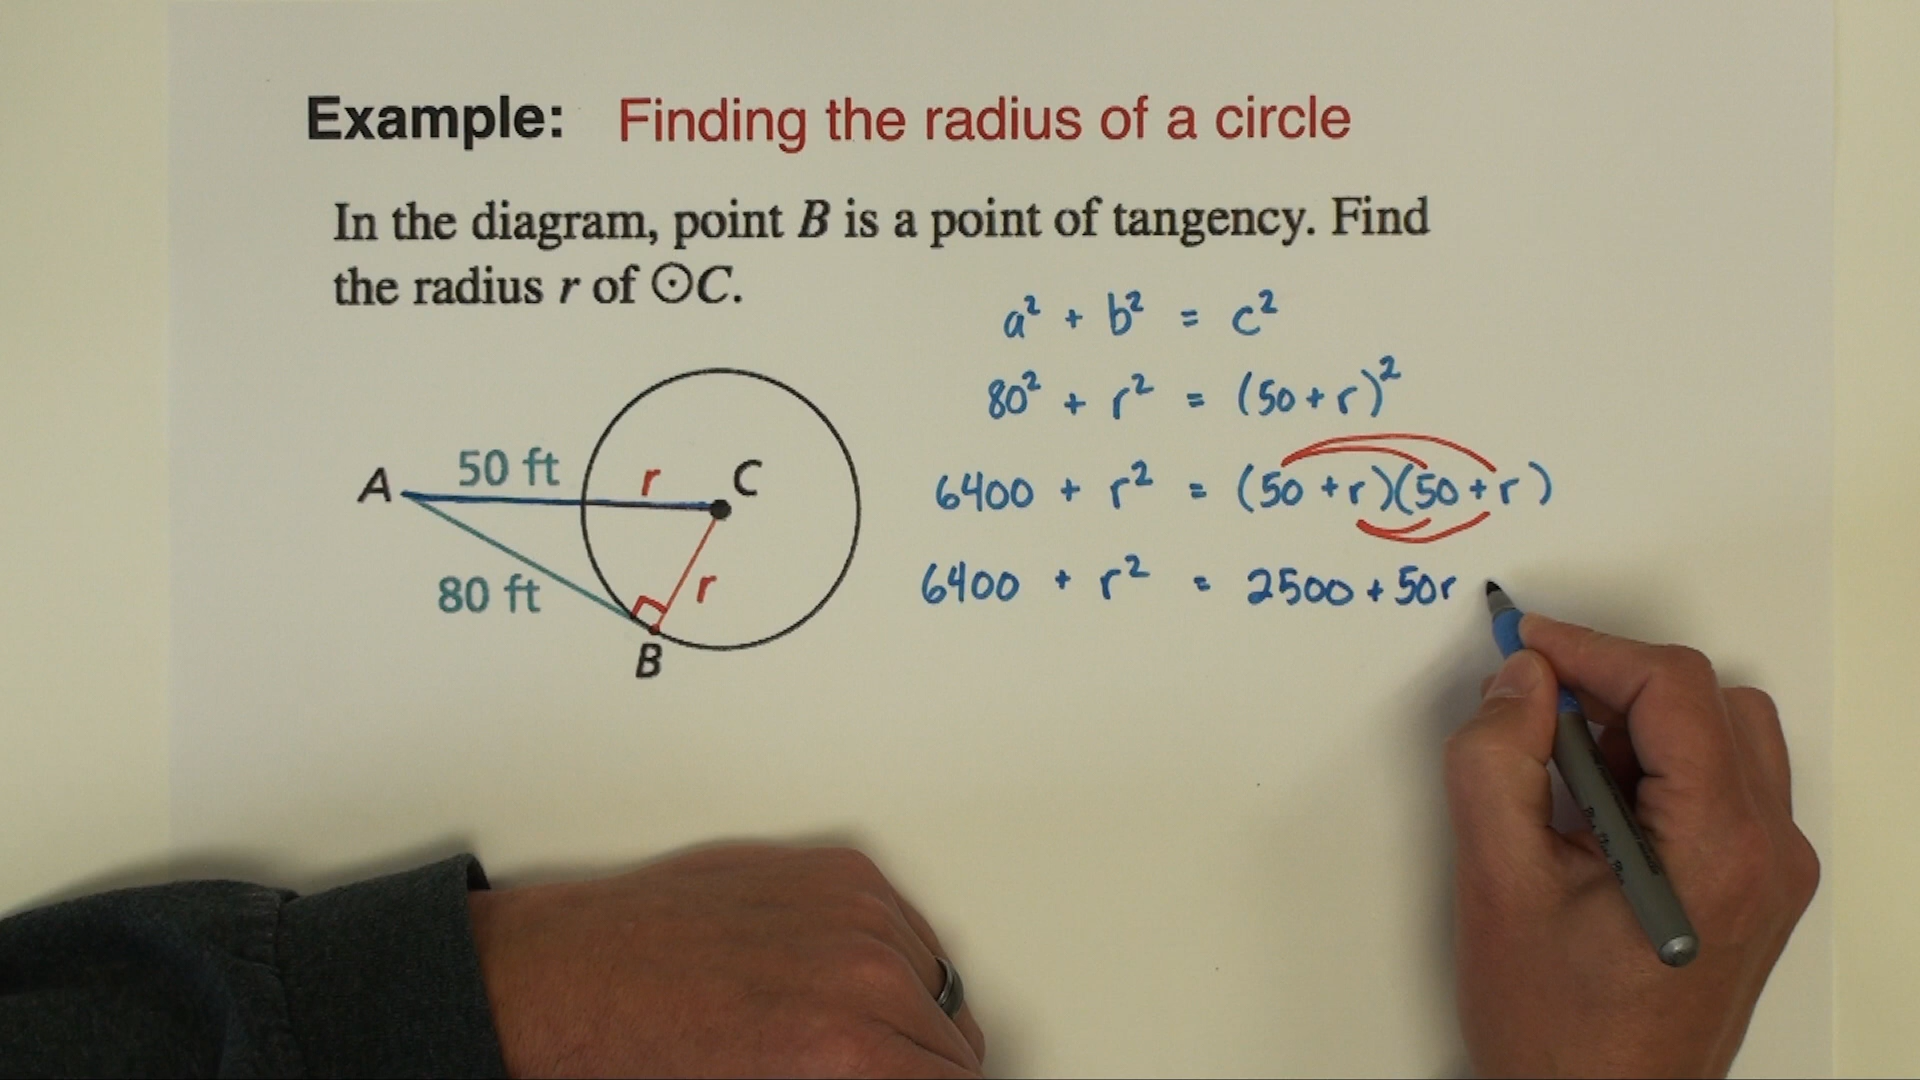 Example: Finding the radius of a circle
In the diagram, point B is a point of tangency. Find
the radius r of ⊙C.
a² + b² = c²
80² + r² = (50 + r)²
6400 + r² = (50 + r)(50 + r)
6400 + r² = 2500 + 50r
A
50 ft
r
C
80 ft
r
B